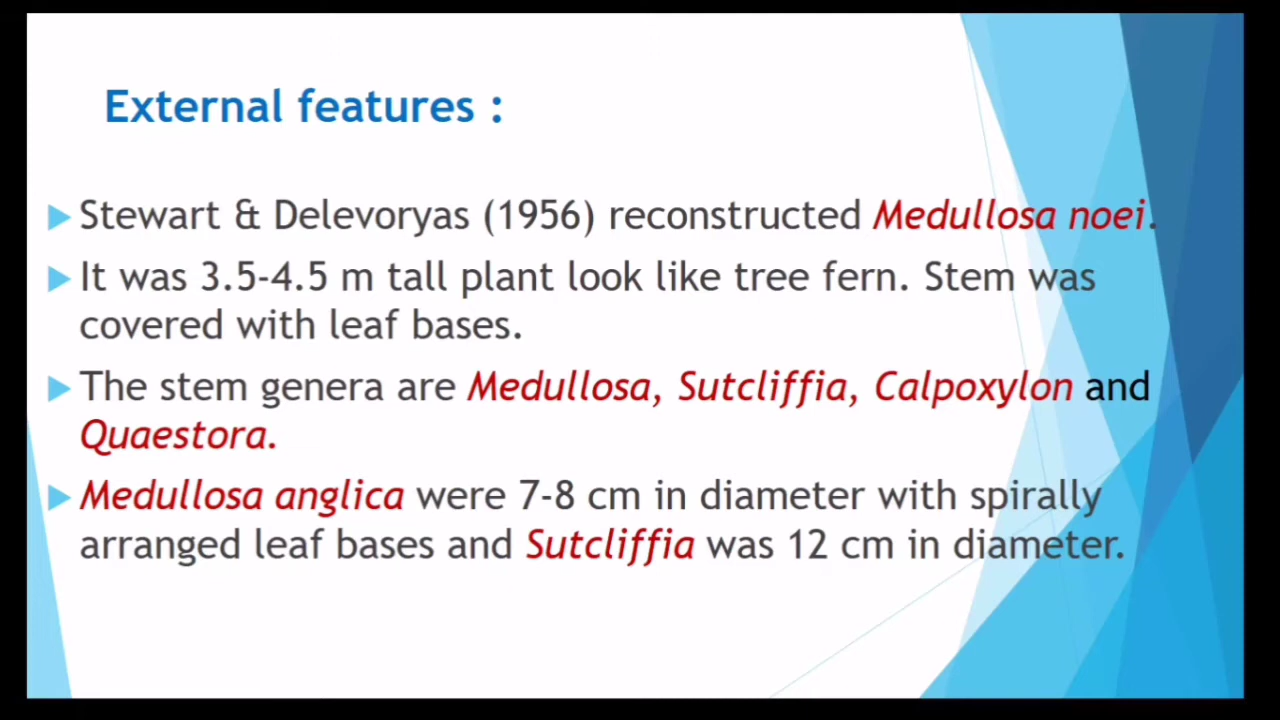 External features :
Stewart & Delevoryas (1956) reconstructed Medullosa noei.
It was 3.5-4.5 m tall plant look like tree fern. Stem was
covered with leaf bases.
The stem genera are Medullosa, Sutcliffia, Calpoxylon and
Quaestora.
Medullosa anglica were 7-8 cm in diameter with spirally
arranged leaf bases and Sutcliffia was 12 cm in diameter.